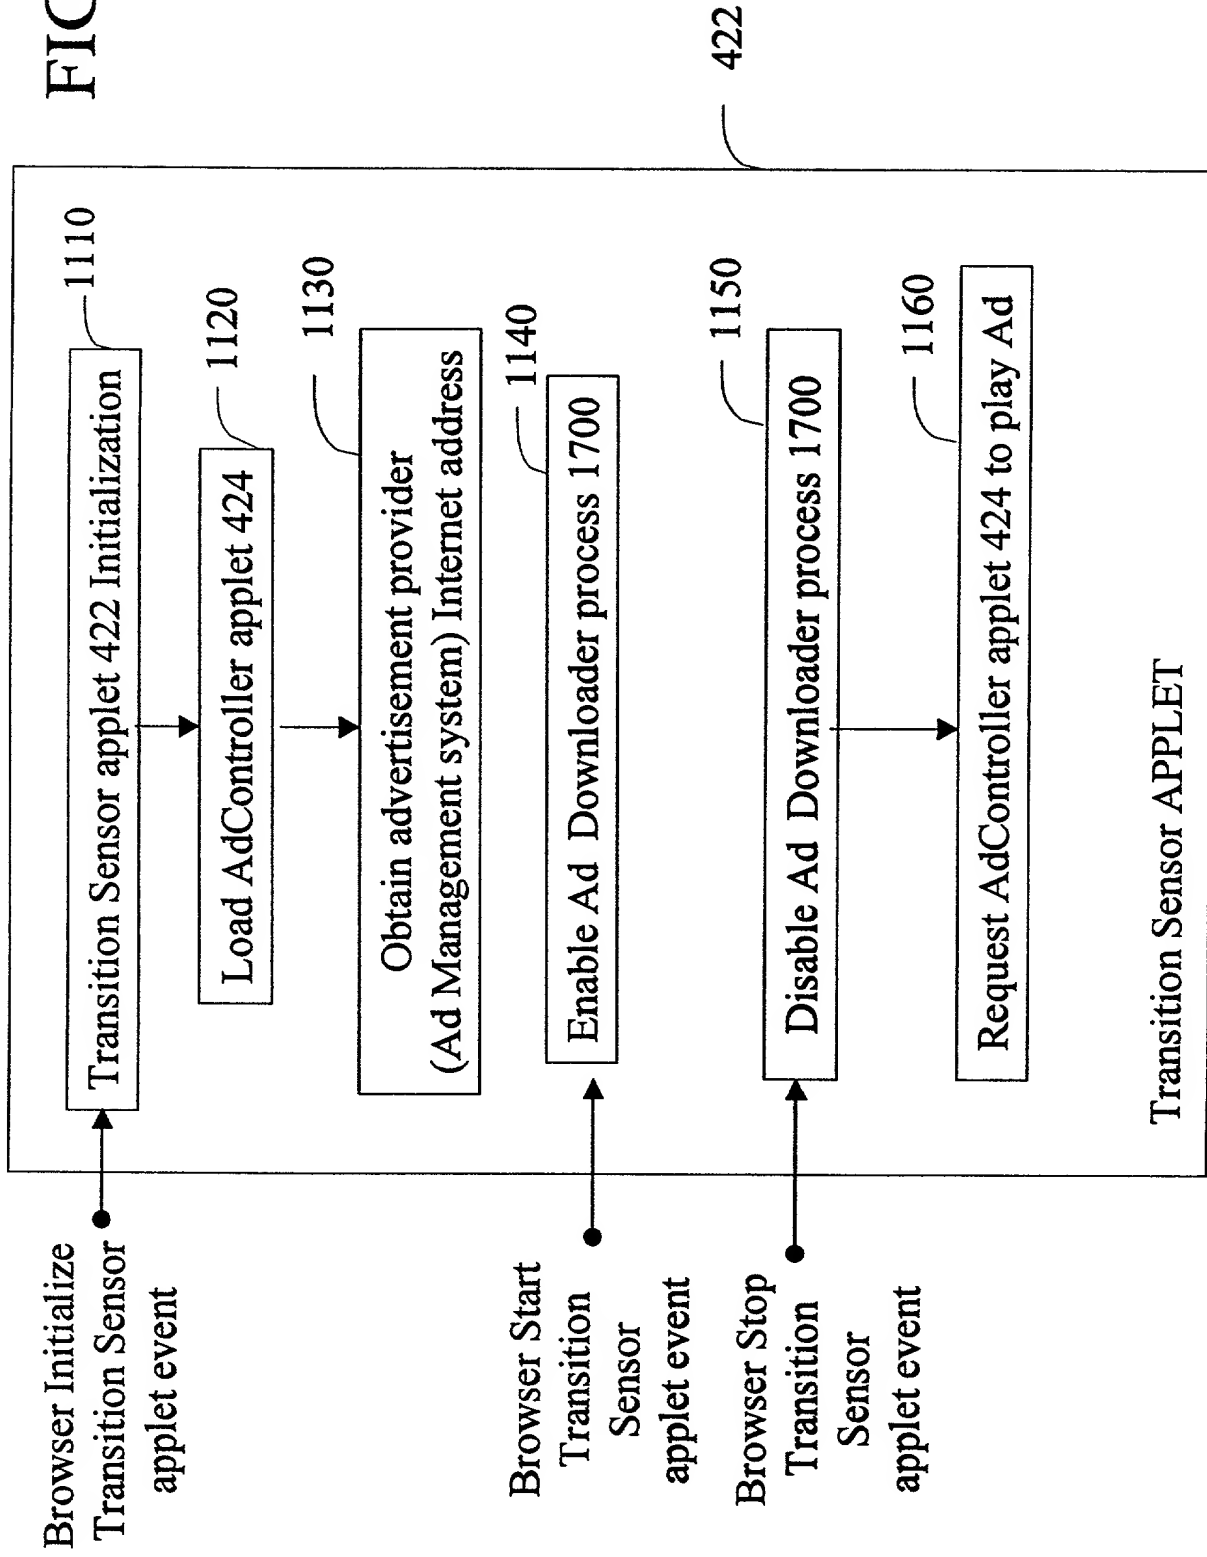 FIG
422
Browser Initialize
Transition Sensor
applet event
1110
Transition Sensor applet 422 Initialization
1120
Load AdController applet 424
1130
Obtain advertisement provider
(Ad Management system) Internet address
Browser Start
Transition
Sensor
applet event
1140
Enable Ad Downloader process 1700
Browser Stop
Transition
Sensor
applet event
1150
Disable Ad Downloader process 1700
1160
Request AdController applet 424 to play Ad
Transition Sensor APPLET